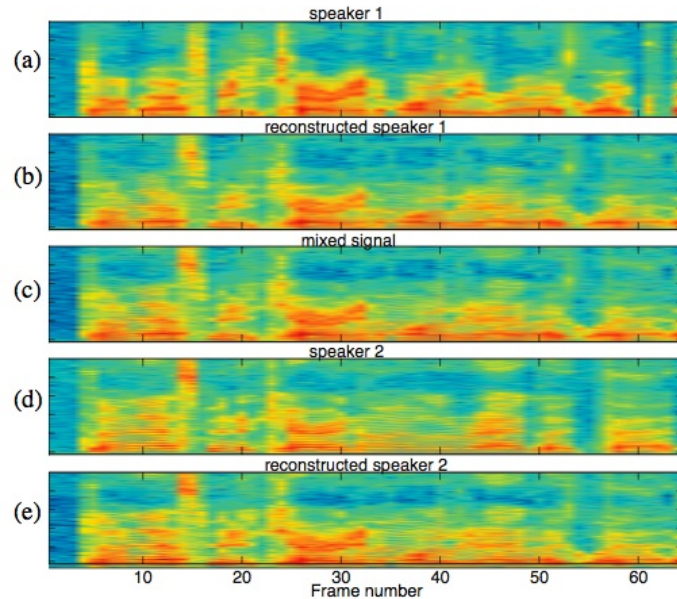 speaker 1
(a)
reconstructed speaker 1
(b)
mixed signal
(c)
speaker 2
(d)
reconstructed speaker 2
(e)
10 20 30 40 50 60
Frame number